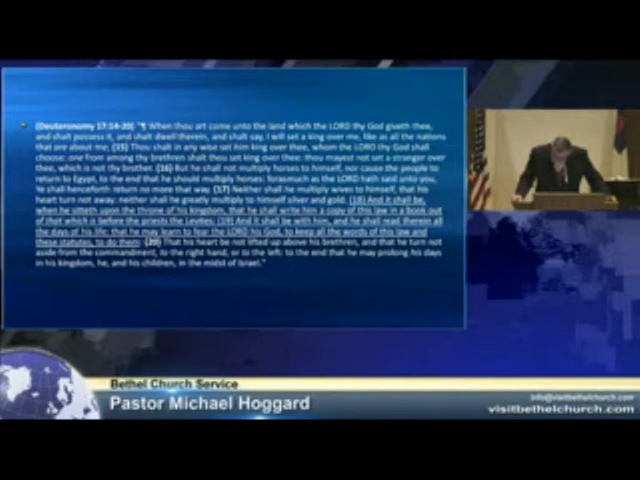 (Deuteronomy 17:14-20) "¶ When thou art come unto the land which the LORD thy God giveth thee,
and shalt possess it, and shalt dwell therein, and shalt say, I will set a king over me, like as all the nations
that are about me; (15) Thou shalt in any wise set him king over thee, whom the LORD thy God shall
choose: one from among thy brethren shalt thou set king over thee: thou mayest not set a stranger over
thee, which is not thy brother. (16) But he shall not multiply horses to himself, nor cause the people to
return to Egypt, to the end that he should multiply horses: forasmuch as the LORD hath said unto you,
Ye shall henceforth return no more that way. (17) Neither shall he multiply wives to himself, that his
heart turn not away: neither shall he greatly multiply to himself silver and gold. (18) And it shall be,
when he sitteth upon the throne of his kingdom, that he shall write him a copy of this law in a book out
of that which is before the priests the Levites: (19) And it shall be with him, and he shall read therein all
the days of his life: that he may learn to fear the LORD his God, to keep all the words of this law and
these statutes, to do them: (20) That his heart be not lifted up above his brethren, and that he turn not
aside from the commandment, to the right hand, or to the left: to the end that he may prolong his days
in his kingdom, he, and his children, in the midst of Israel."
Bethel Church Service
Pastor Michael Hoggard
info@visitbethelchurch.com
visitbethelchurch.com